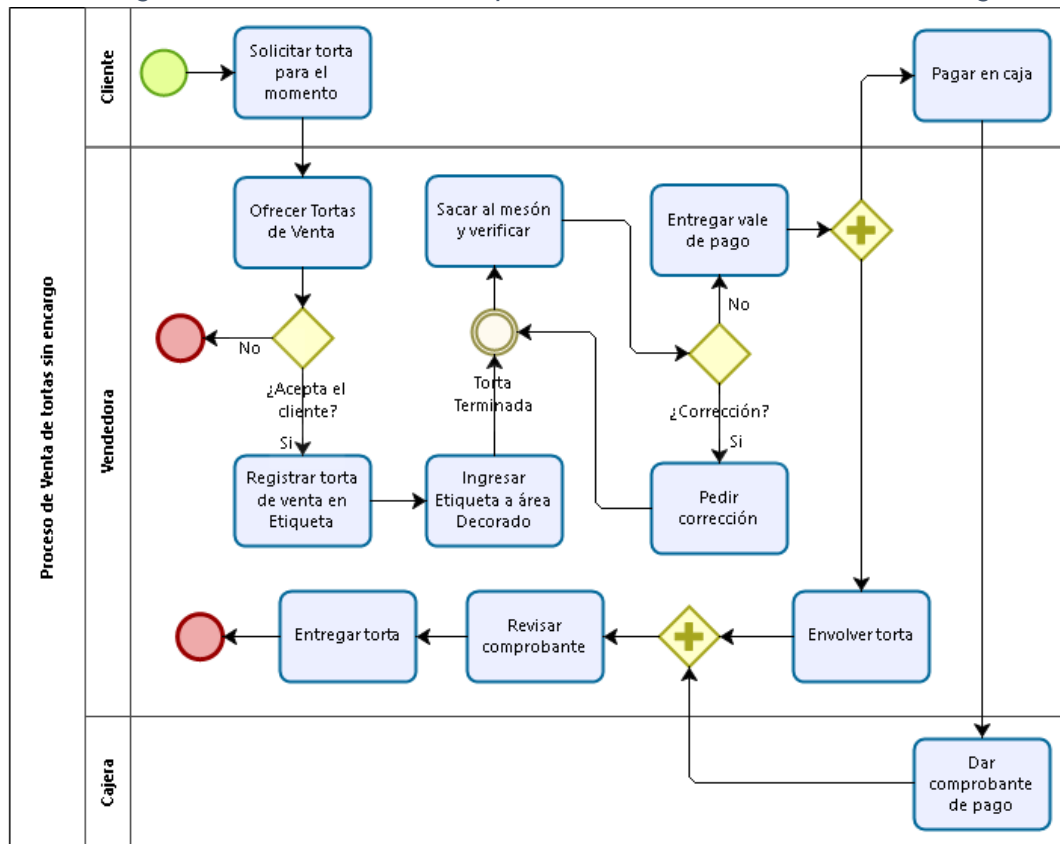 Proceso de Venta de tortas sin encargo
Cliente
Solicitar torta
para el
momento
Pagar en caja
Vendedora
Ofrecer Tortas
de Venta
Sacar al mesón
y verificar
Entregar vale
de pago
No
No
¿Acepta el
cliente?
Torta
Terminada
¿Corrección?
Si
Si
Registrar torta
de venta en
Etiqueta
Ingresar
Etiqueta a área
Decorado
Pedir
corrección
Entregar torta
Revisar
comprobante
Envolver torta
Cajera
Dar
comprobante
de pago